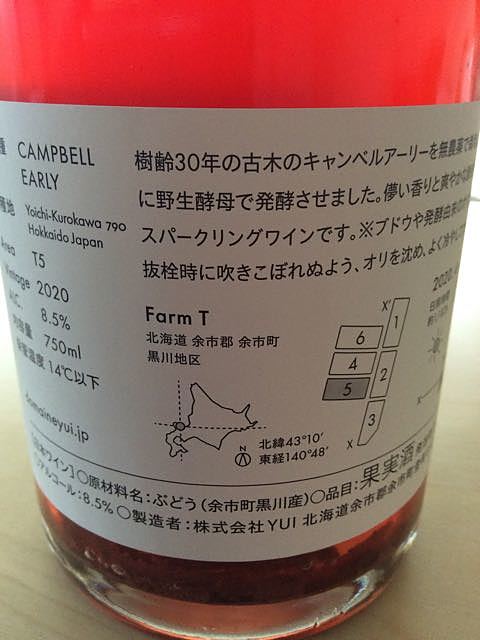 種 CAMPBELL
EARLY
Yoichi-Kurokawa 790
Hokkaido Japan
Area T5
Vintage 2020
ALC. 8.5%
内容量 750ml
温度 14℃以下
domaineyui.jp
樹齢30年の古木のキャンベルアーリーを無農薬で
に野生酵母で発酵させました。儚い香りと爽やかな
スパークリングワインです。※ブドウや発酵由来の
抜栓時に吹きこぼれぬよう、オリを沈め、よく冷やして
Farm T
北海道 余市郡 余市町
黒川地区
N
北緯43°10'
東経140°48'
X'
1
6
4
2
5
3
X
2020
【日本ワイン】○原材料名:ぶどう(余市町黒川産)○品目:果実酒
アルコール:8.5% ○製造者:株式会社YUI 北海道余市郡余市町